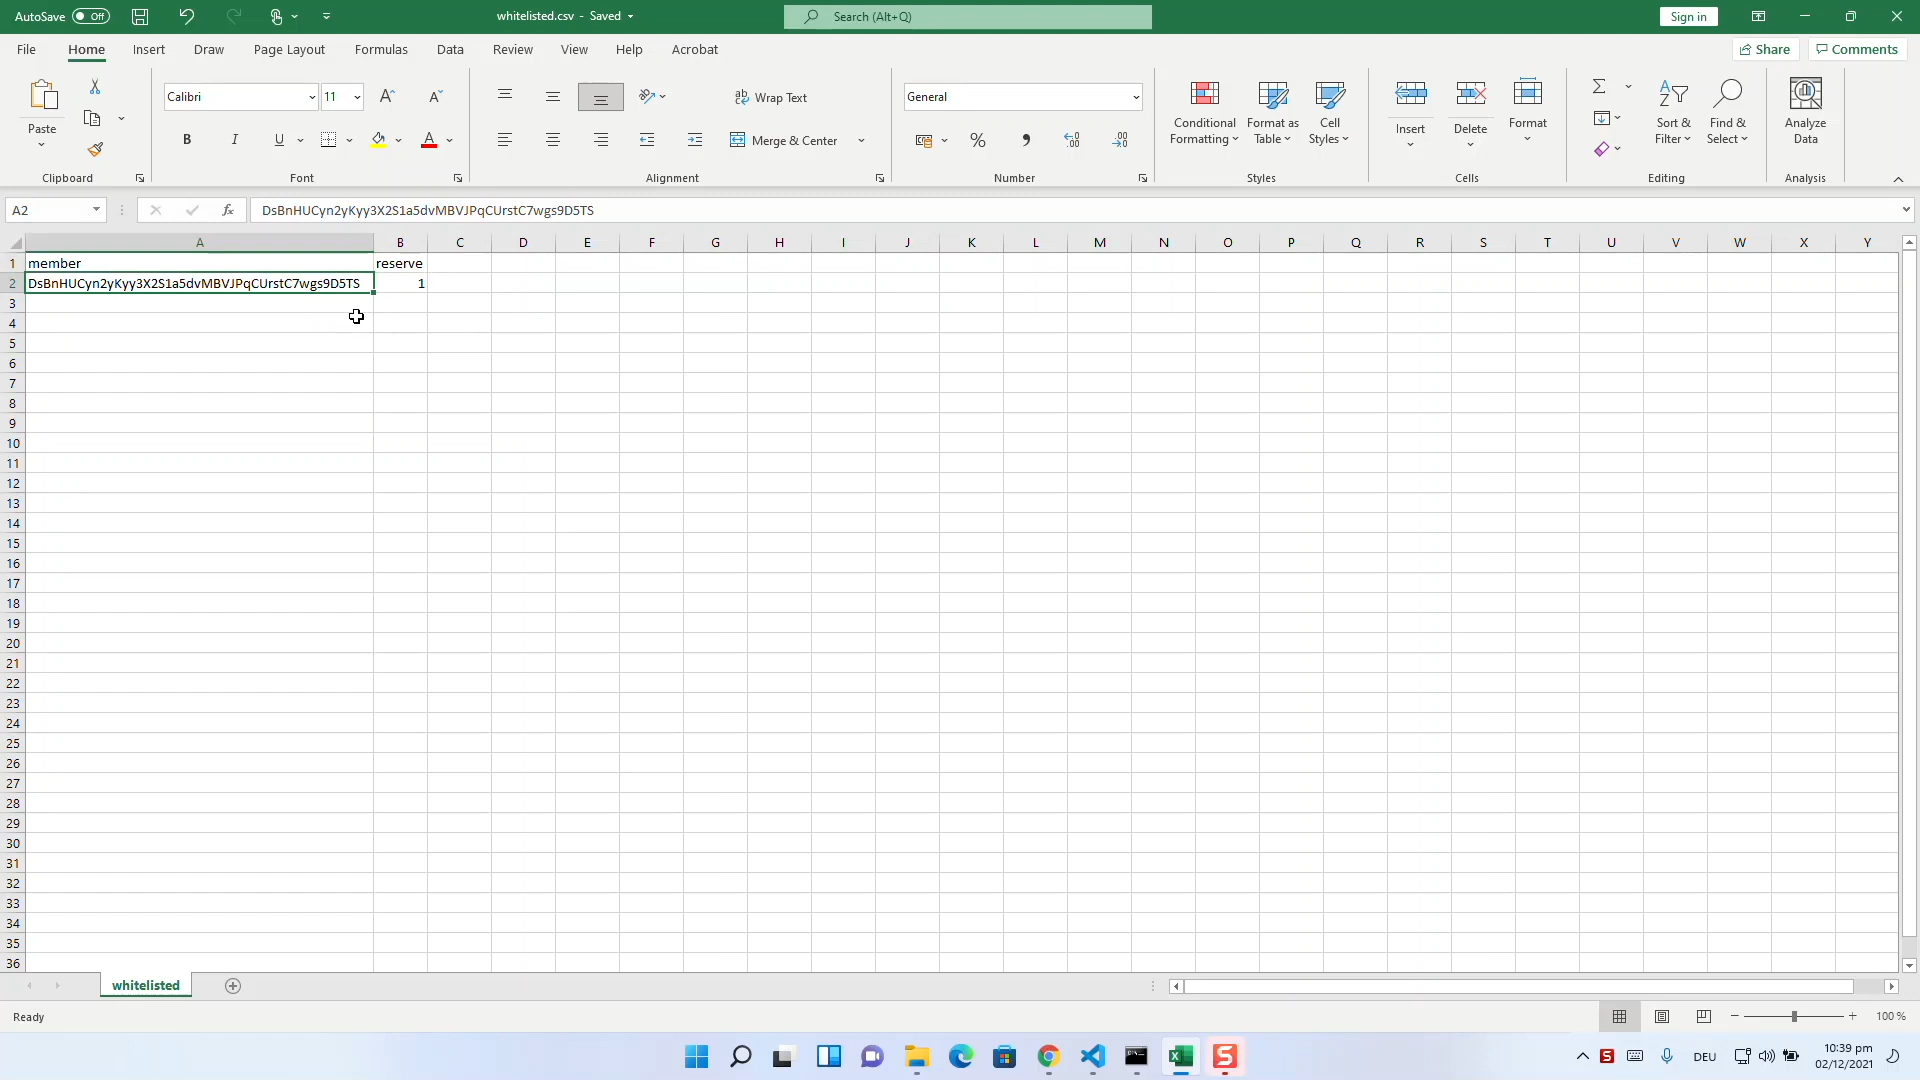 AutoSave Off whitelisted.csv - Saved Search (Alt+Q) Sign in
File Home Insert Draw Page Layout Formulas Data Review View Help Acrobat Share Comments
Paste
Clipboard
Calibri 11
B I U A
Font
Wrap Text
Merge & Center
Alignment
General
Number
Conditional Formatting
Format as Table
Cell Styles
Styles
Insert Delete Format
Cells
Sort & Filter
Find & Select
Editing
Analyze Data
Analysis
A2 fx DsBnHUCyn2yKyy3X2S1a5dvMBVJPqCUrstC7wgs9D5TS
A B C D E F G H I J K L M N O P Q R S T U V W X Y
1 member reserve
2 DsBnHUCyn2yKyy3X2S1a5dvMBVJPqCUrstC7wgs9D5TS 1
3
4
5
6
7
8
9
10
11
12
13
14
15
16
17
18
19
20
21
22
23
24
25
26
27
28
29
30
31
32
33
34
35
36
whitelisted
Ready 100 %
DEU 10:39 pm
02/12/2021